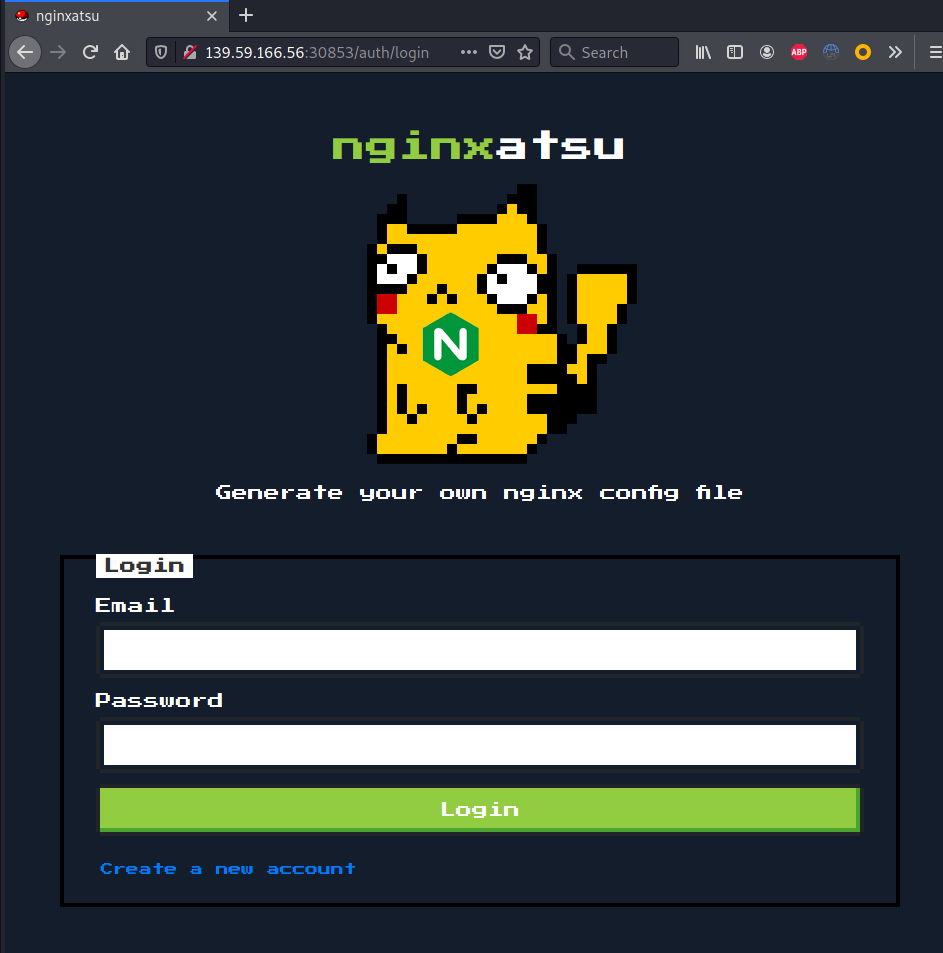 nginxatsu
139.59.166.56:30853/auth/login
Search
ABP
nginxatsu
N
Generate your own nginx config file
Login
Email
Password
Login
Create a new account